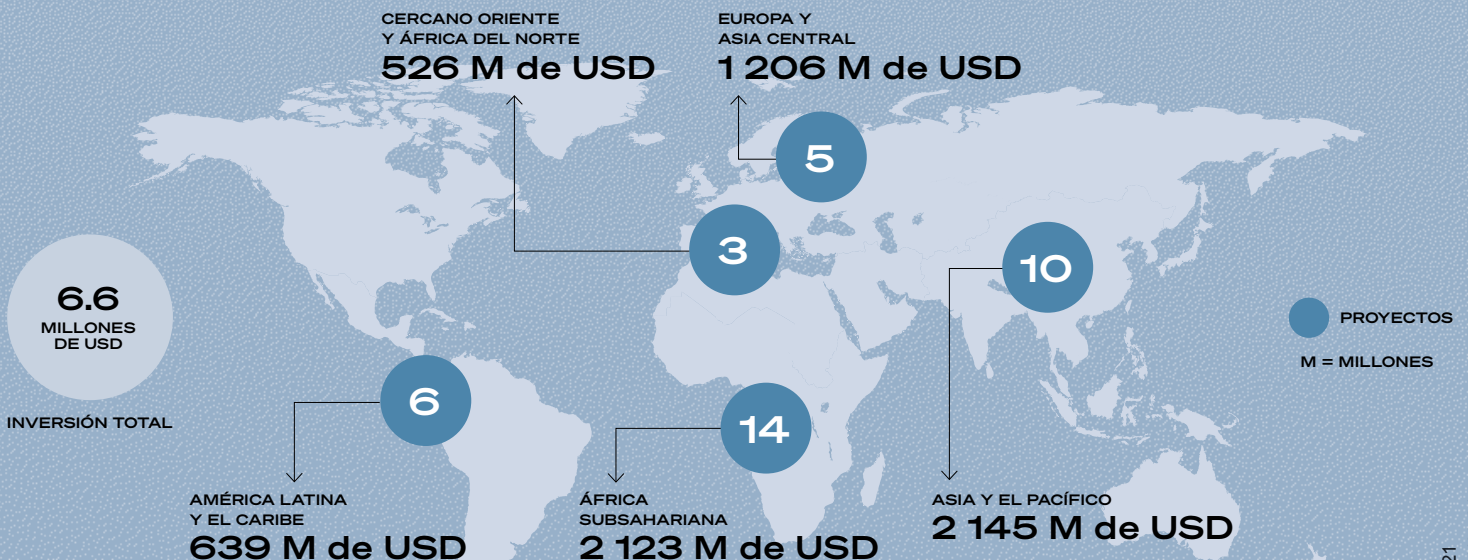 CERCANO ORIENTE
Y ÁFRICA DEL NORTE
526 M de USD
EUROPA Y
ASIA CENTRAL
1 206 M de USD
5
3
10
6.6
MILLONES
DE USD
INVERSIÓN TOTAL
PROYECTOS
M = MILLONES
6
14
AMÉRICA LATINA
Y EL CARIBE
639 M de USD
ÁFRICA
SUBSAHARIANA
2 123 M de USD
ASIA Y EL PACÍFICO
2 145 M de USD
21